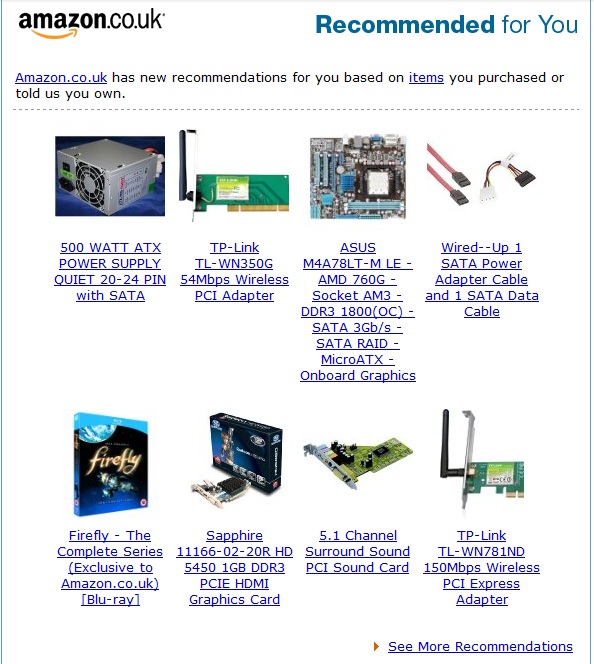 amazon.co.uk
Recommended for You
Amazon.co.uk has new recommendations for you based on items you purchased or
told us you own.
500 WATT ATX
POWER SUPPLY
QUIET 20-24 PIN
with SATA
TP-Link
TL-WN350G
54Mbps Wireless
PCI Adapter
ASUS
M4A78LT-M LE -
AMD 760G -
Socket AM3 -
DDR3 1800(OC) -
SATA 3Gb/s -
SATA RAID -
MicroATX -
Onboard Graphics
Wired--Up 1
SATA Power
Adapter Cable
and 1 SATA Data
Cable
firefly
Firefly - The
Complete Series
(Exclusive to
Amazon.co.uk)
[Blu-ray]
Sapphire
11166-02-20R HD
5450 1GB DDR3
PCIE HDMI
Graphics Card
5.1 Channel
Surround Sound
PCI Sound Card
TP-Link
TL-WN781ND
150Mbps Wireless
PCI Express
Adapter
See More Recommendations